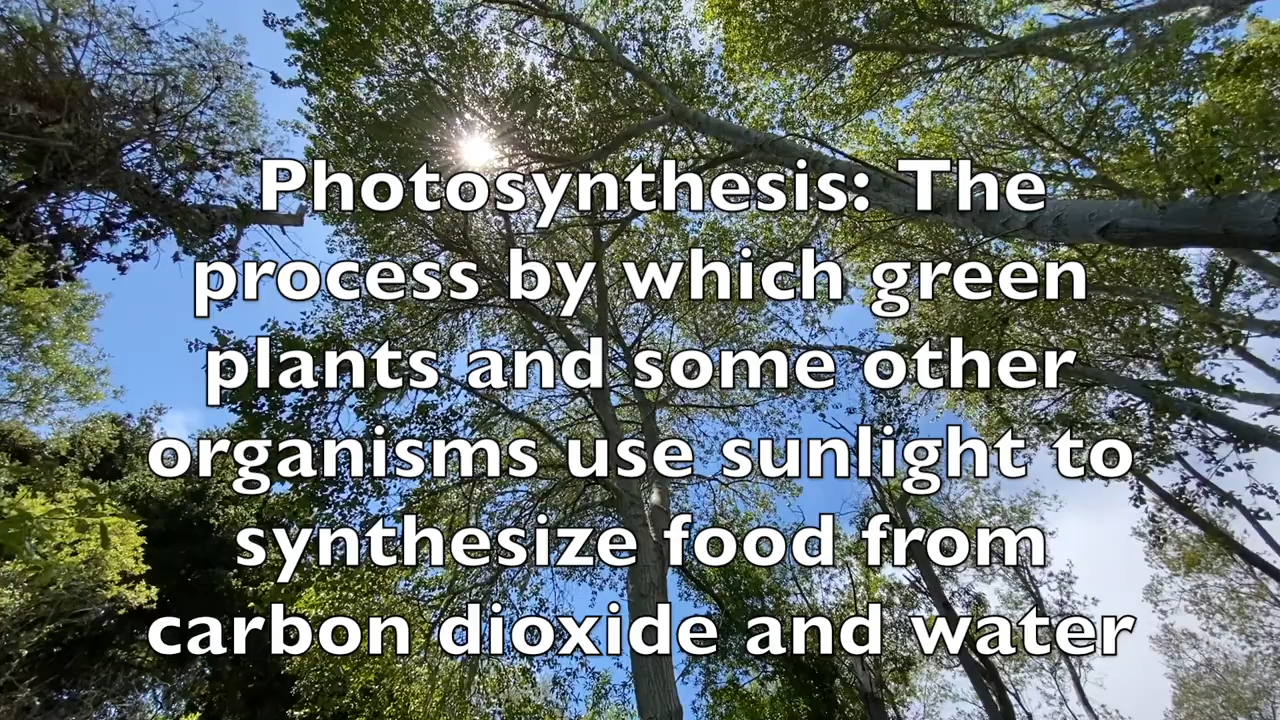 Photosynthesis: The
process by which green
plants and some other
organisms use sunlight to
synthesize food from
carbon dioxide and water